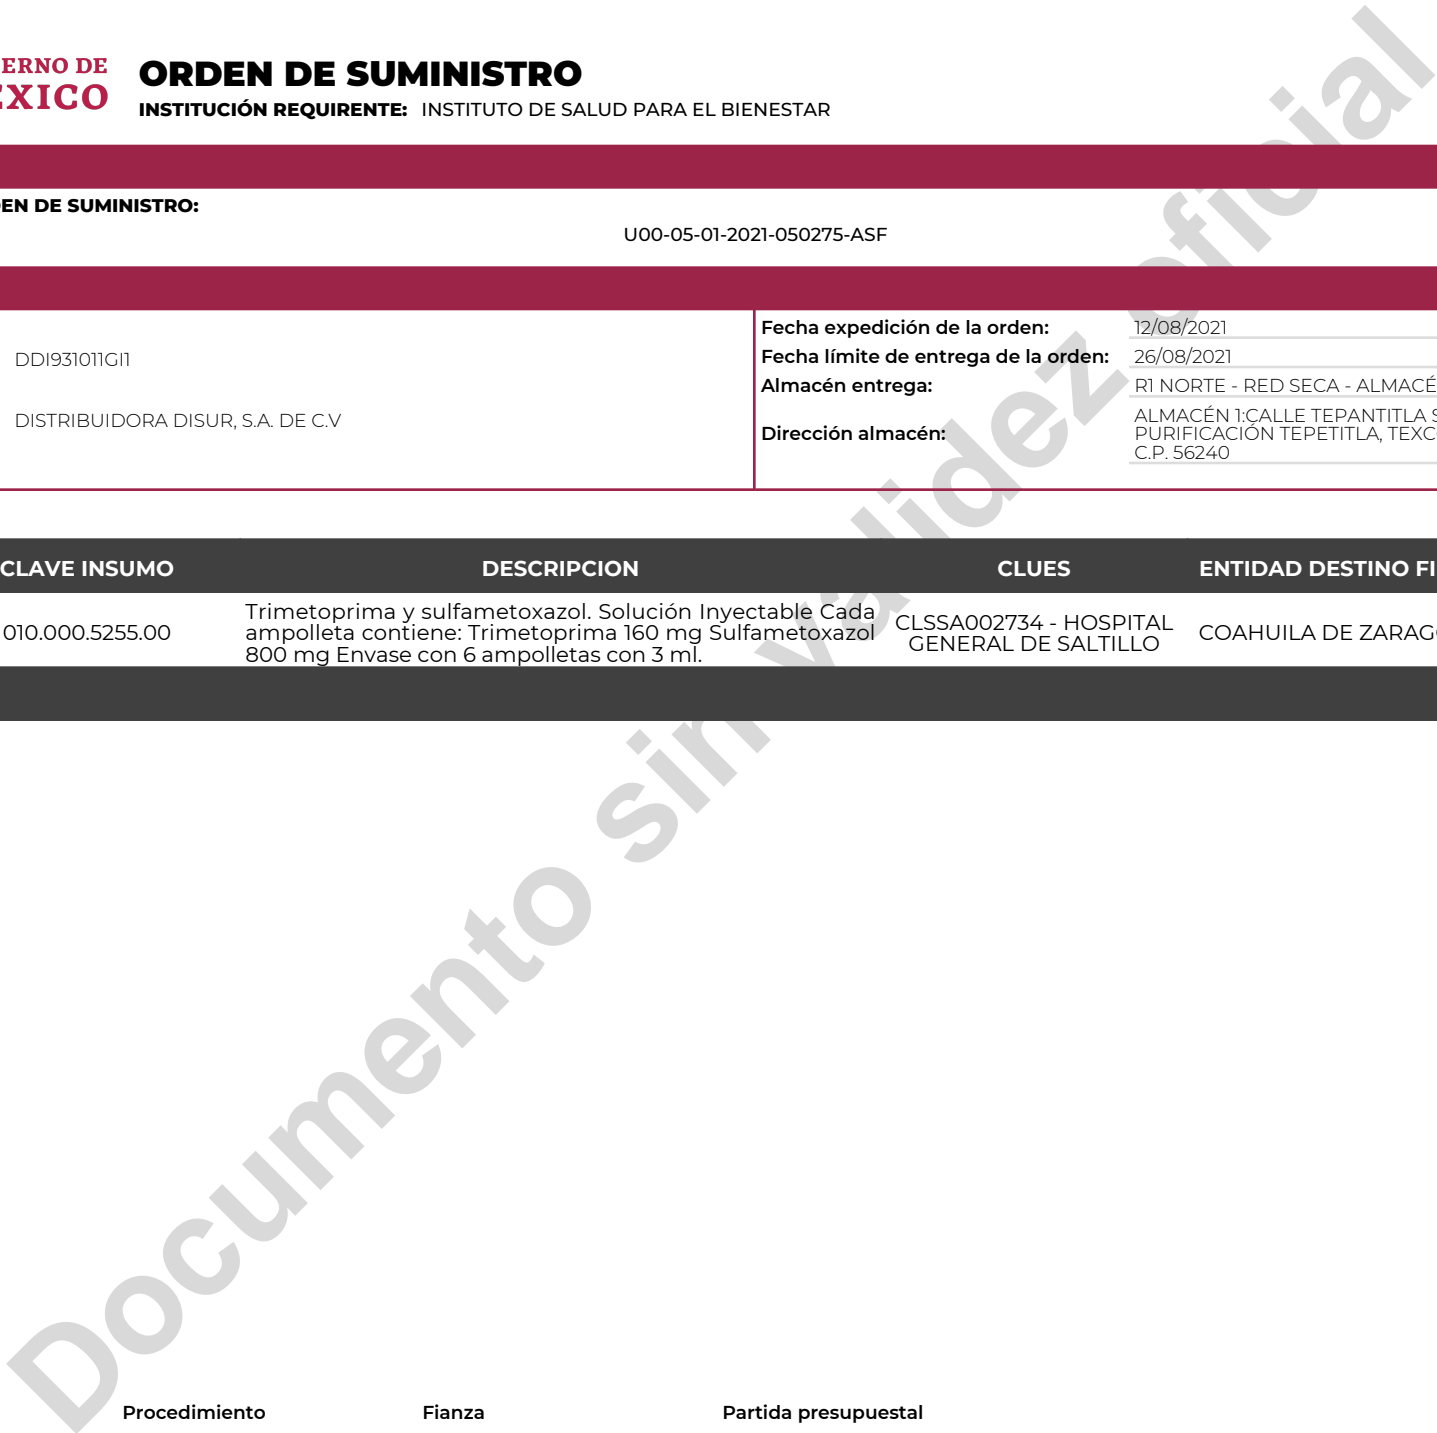 ERNO DE
ORDEN DE SUMINISTRO
INSTITUCIÓN REQUIRENTE: INSTITUTO DE SALUD PARA EL BIENESTAR
EN DE SUMINISTRO:
U00-05-01-2021-050275-ASF
DDI931011GI1
DISTRIBUIDORA DISUR, S.A. DE C.V
Fecha expedición de la orden: 12/08/2021
Fecha límite de entrega de la orden: 26/08/2021
Almacén entrega: R1 NORTE - RED SECA - ALMACÉ
Dirección almacén:
ALMACÉN 1:CALLE TEPANTITLA S
PURIFICACIÓN TEPETITLA, TEXC
C.P. 56240
CLAVE INSUMO DESCRIPCION CLUES ENTIDAD DESTINO FI
010.000.5255.00
Trimetoprima y sulfametoxazol. Solución Inyectable Cada
ampolleta contiene: Trimetoprima 160 mg Sulfametoxazol
800 mg Envase con 6 ampolletas con 3 ml.
CLSSA002734 - HOSPITAL
GENERAL DE SALTILLO
COAHUILA DE ZARAG
Documento sin validez oficial
Procedimiento Fianza Partida presupuestal